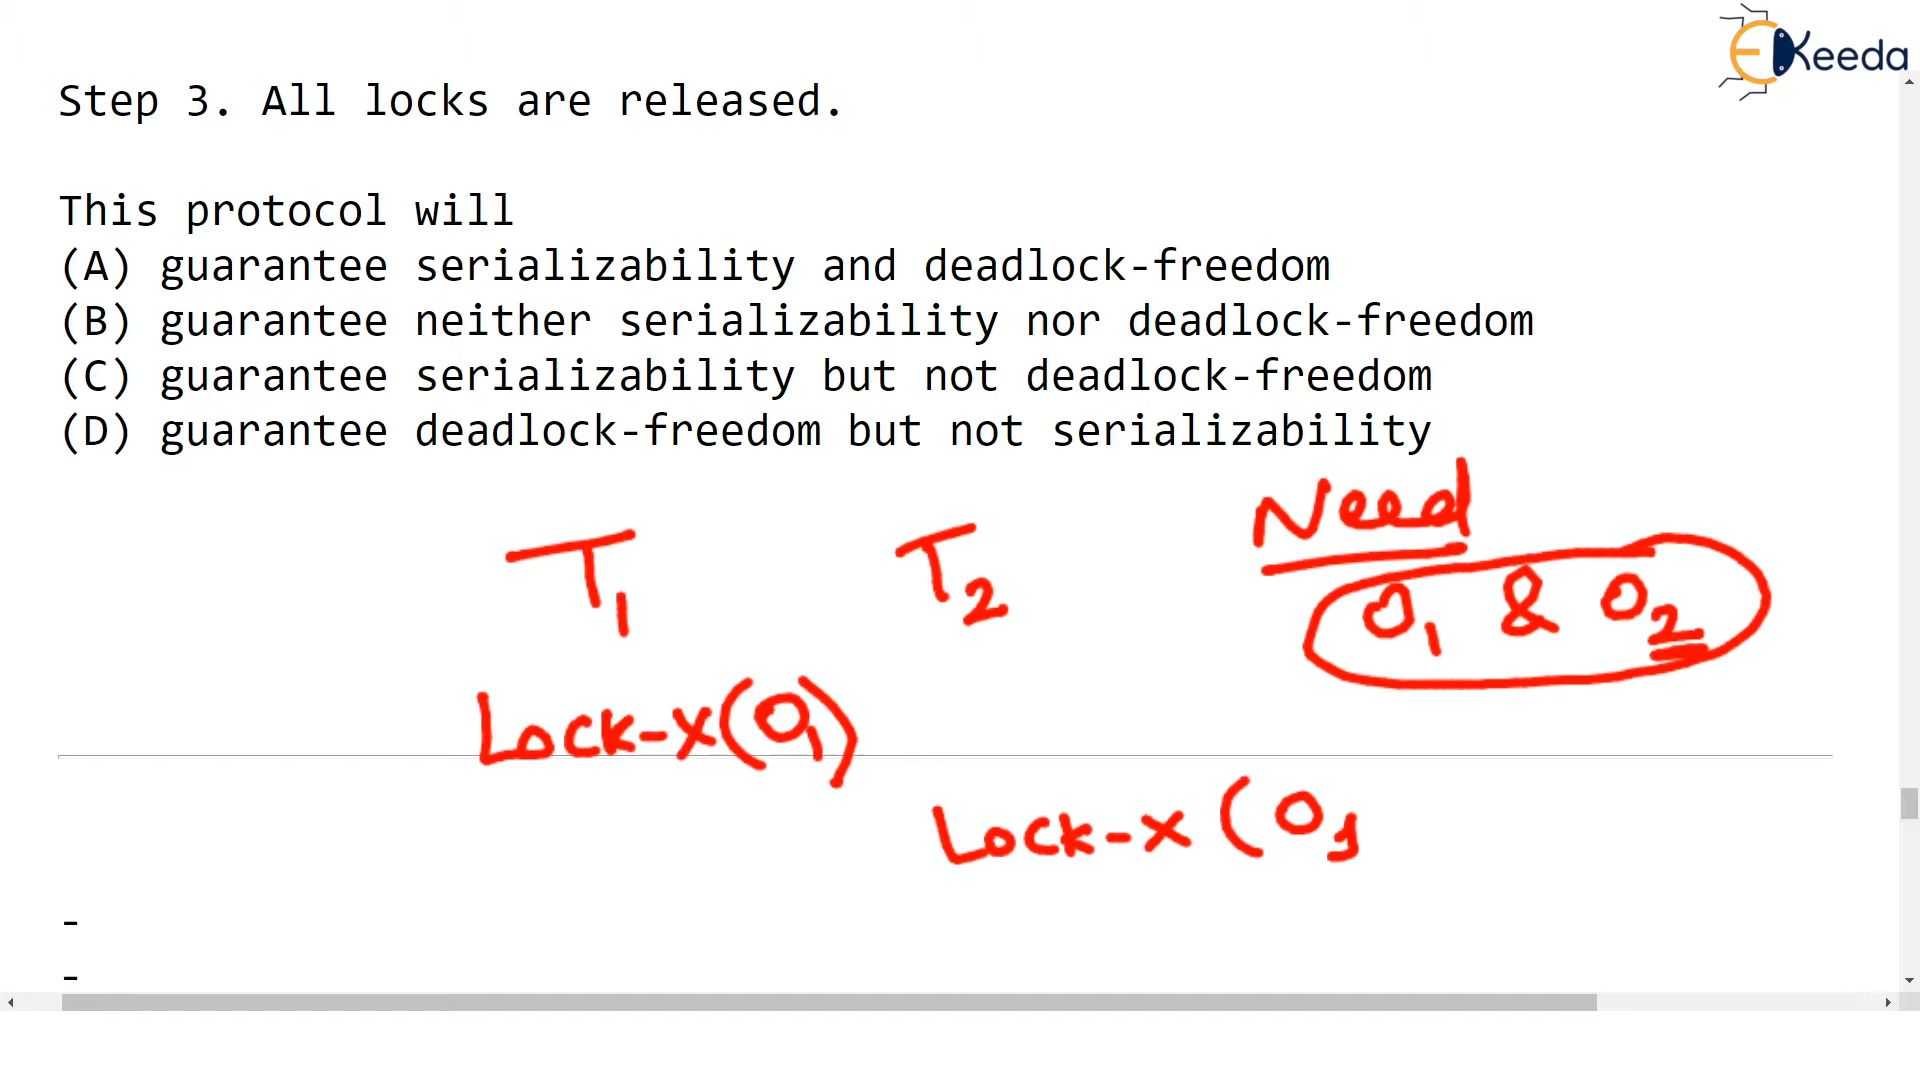 EKeeda
Step 3. All locks are released.
This protocol will
(A) guarantee serializability and deadlock-freedom
(B) guarantee neither serializability nor deadlock-freedom
(C) guarantee serializability but not deadlock-freedom
(D) guarantee deadlock-freedom but not serializability
T1 T2 Need
O1 & O2
Lock-X(O1)
Lock-X (O1
-
-